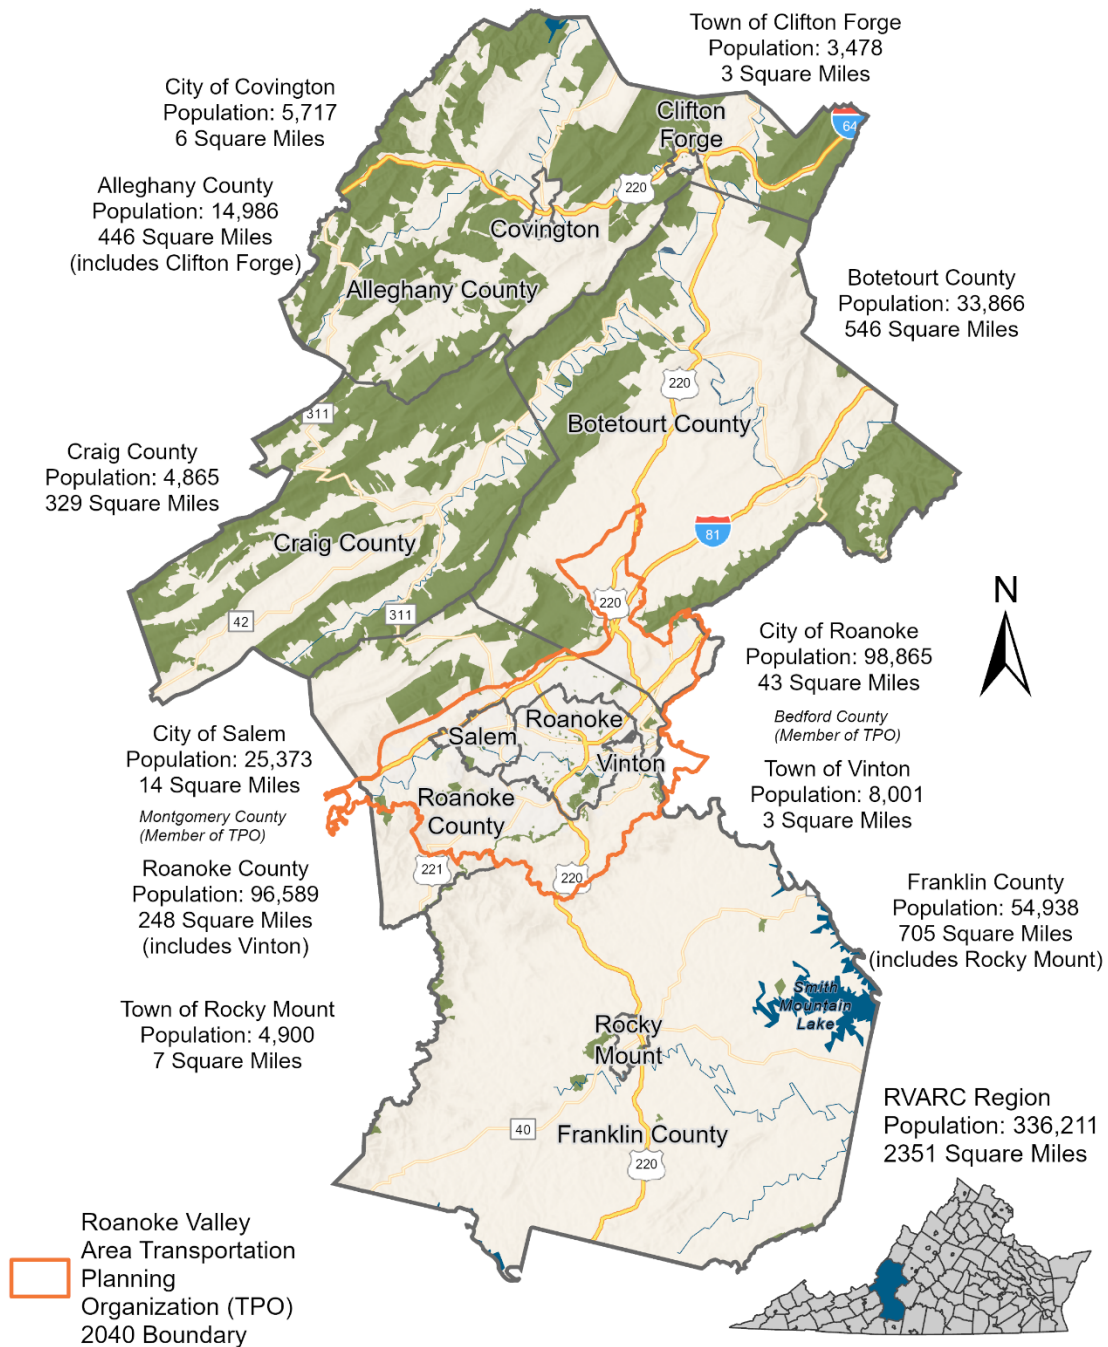 Town of Clifton Forge
Population: 3,478
3 Square Miles
City of Covington
Population: 5,717
6 Square Miles
Clifton
Forge
64
Alleghany County
Population: 14,986
446 Square Miles
(includes Clifton Forge)
220
Covington
Alleghany County
Botetourt County
Population: 33,866
546 Square Miles
220
311
Botetourt County
Craig County
Population: 4,865
329 Square Miles
81
Craig County
220
42
311
N
City of Roanoke
Population: 98,865
43 Square Miles
Bedford County
(Member of TPO)
City of Salem
Population: 25,373
14 Square Miles
Roanoke
Salem
Vinton
Town of Vinton
Population: 8,001
3 Square Miles
Montgomery County
(Member of TPO)
Roanoke
County
Roanoke County
Population: 96,589
248 Square Miles
(includes Vinton)
221
220
Franklin County
Population: 54,938
705 Square Miles
(includes Rocky Mount)
Smith
Mountain
Lake
Town of Rocky Mount
Population: 4,900
7 Square Miles
Rocky
Mount
40
Franklin County
220
RVARC Region
Population: 336,211
2351 Square Miles
Roanoke Valley
Area Transportation
Planning
Organization (TPO)
2040 Boundary